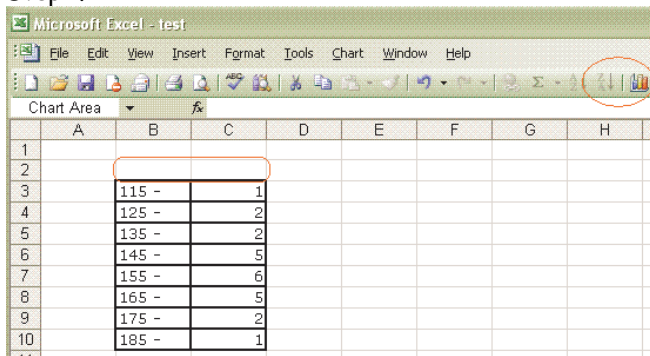 Microsoft Excel - test
File Edit View Insert Format Tools Chart Window Help
Chart Area fx
A B C D E F G H
1
2
3 115 - 1
4 125 - 2
5 135 - 2
6 145 - 5
7 155 - 6
8 165 - 5
9 175 - 2
10 185 - 1